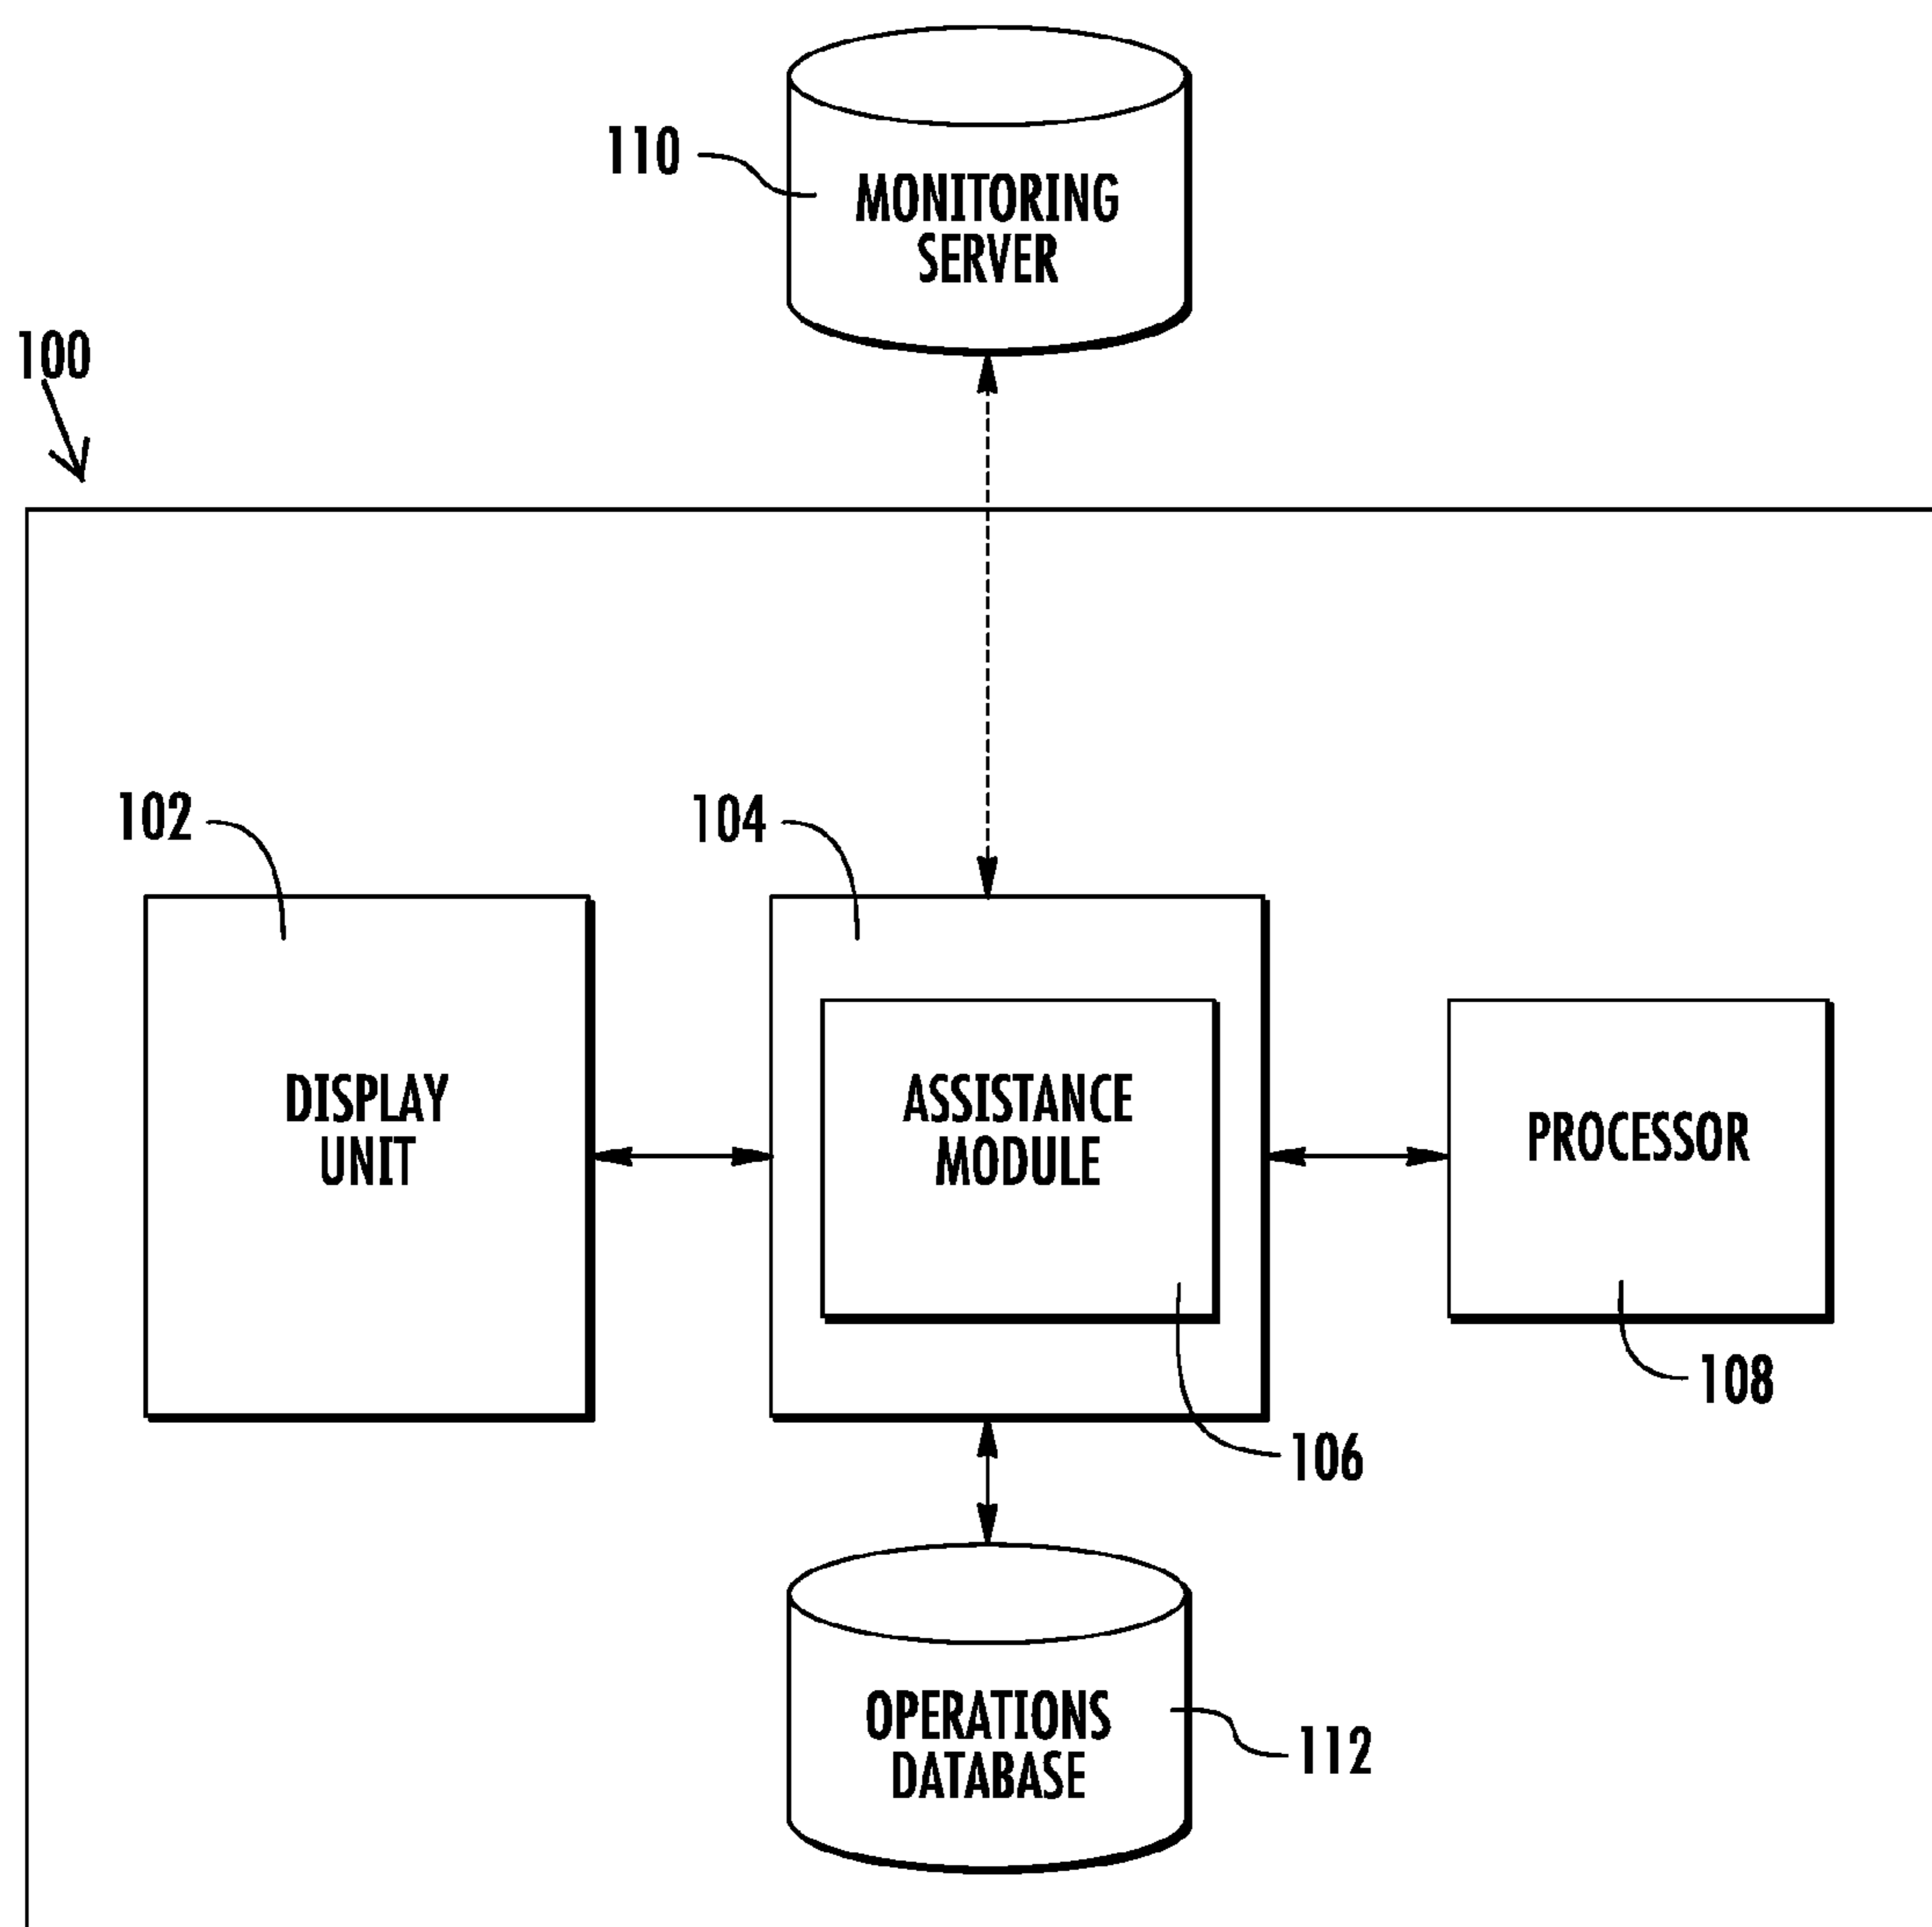 110
MONITORING
SERVER
100
102
104
DISPLAY
UNIT
ASSISTANCE
MODULE
PROCESSOR
108
106
OPERATIONS
DATABASE
112